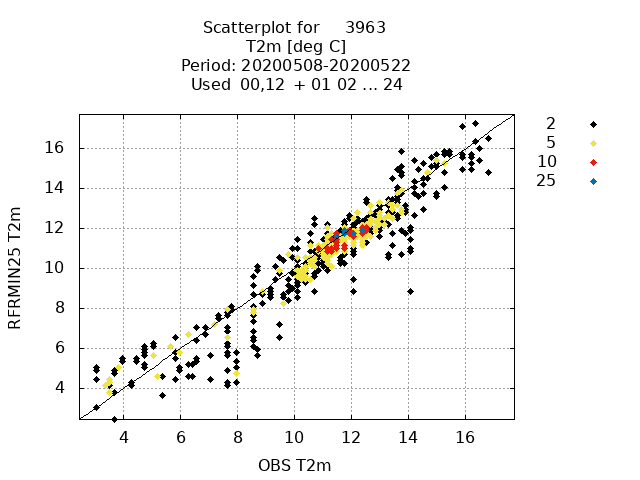 Scatterplot for 3963
T2m [deg C]
Period: 20200508-20200522
Used 00,12 + 01 02 ... 24
2
5
10
25
RFRMIN25 T2m
16
14
12
10
8
6
4
4 6 8 10 12 14 16
OBS T2m